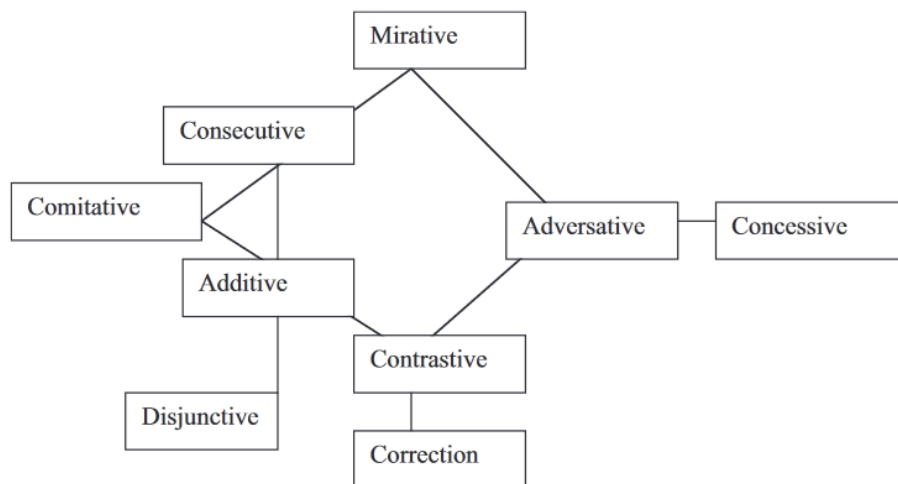 Mirative
Consecutive
Comitative
Adversative
Concessive
Additive
Contrastive
Disjunctive
Correction